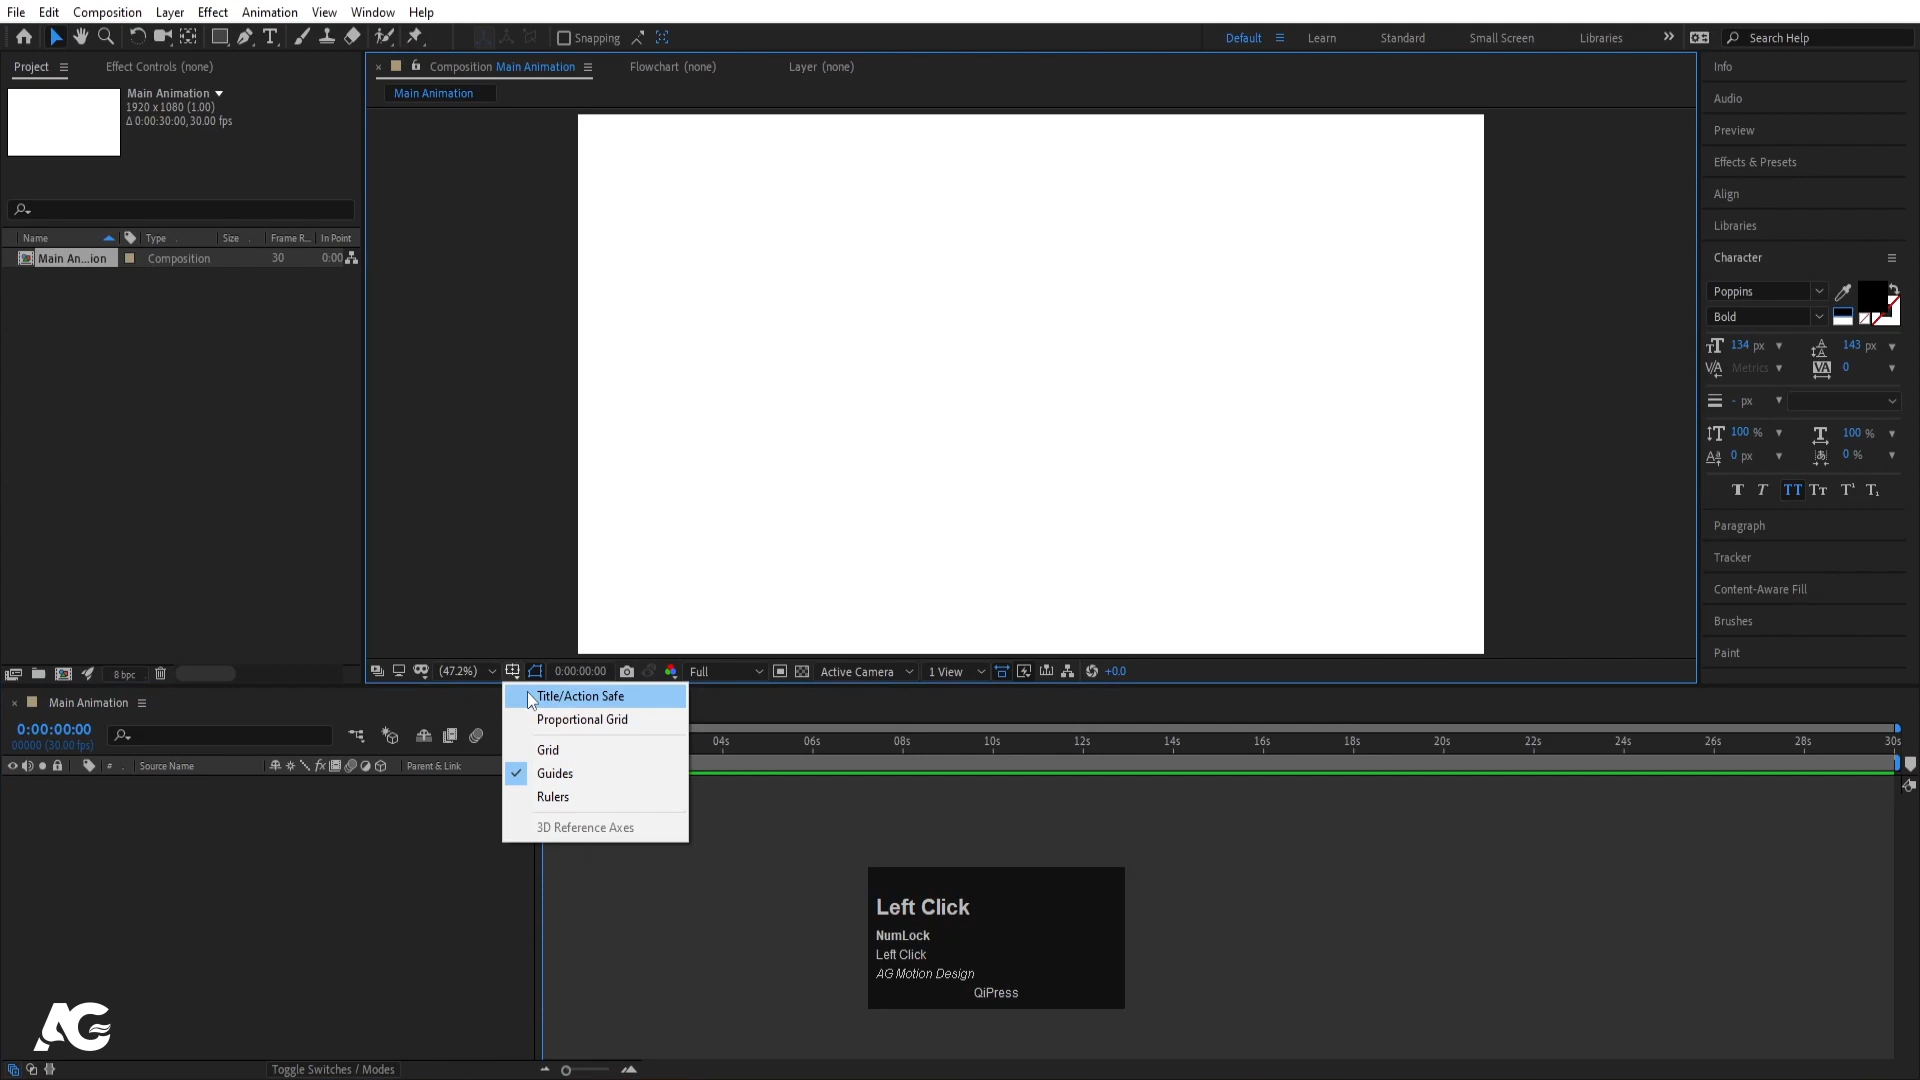 File Edit Composition Layer Effect Animation View Window Help
Snapping
Default Learn Standard Small Screen Libraries Search Help
Project Effect Controls (none)
Composition Main Animation Flowchart (none) Layer (none)
Main Animation
Main Animation
1920 x 1080 (1.00)
Δ 0:00:30:00, 30.00 fps
Name Type Size Frame R... In Point
Main An...ion Composition 30 0:00
8 bpc
(47.2%) 0:00:00:00 Full Active Camera 1 View +0.0
Title/Action Safe
Proportional Grid
Grid
Guides
Rulers
3D Reference Axes
Info
Audio
Preview
Effects & Presets
Align
Libraries
Character
Poppins
Bold
134 px 143 px
Metrics 0
- px
100 % 100 %
0 px 0 %
T T TT Tт T¹ T₁
Paragraph
Tracker
Content-Aware Fill
Brushes
Paint
Main Animation
0:00:00:00
00000 (30.00 fps)
# . Source Name Parent & Link
04s 06s 08s 10s 12s 14s 16s 18s 20s 22s 24s 26s 28s 30s
Left Click
NumLock
Left Click
AG Motion Design
QiPress
AG
Toggle Switches / Modes